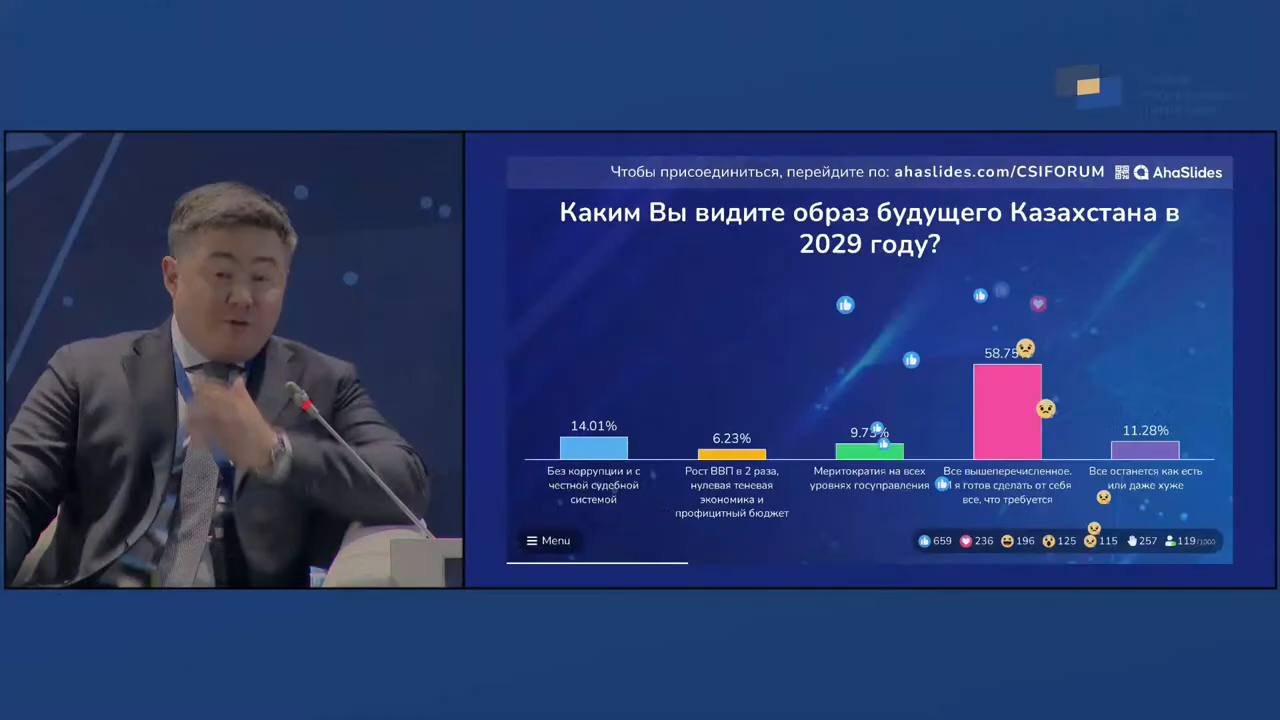 Чтобы присоединиться, перейдите по: ahaslides.com/CSIFORUM AhaSlides
Каким Вы видите образ будущего Казахстана в
2029 году?
14.01%
6.23%
9.73%
58.75%
11.28%
Без коррупции и с
честной судебной
системой
Рост ВВП в 2 раза,
нулевая теневая
экономика и
профицитный бюджет
Меритократия на всех
уровнях госуправления
Все вышеперечисленное.
я готов сделать от себя
все, что требуется
Все останется как есть
или даже хуже
Menu
659 236 196 125 115 257 119/1000